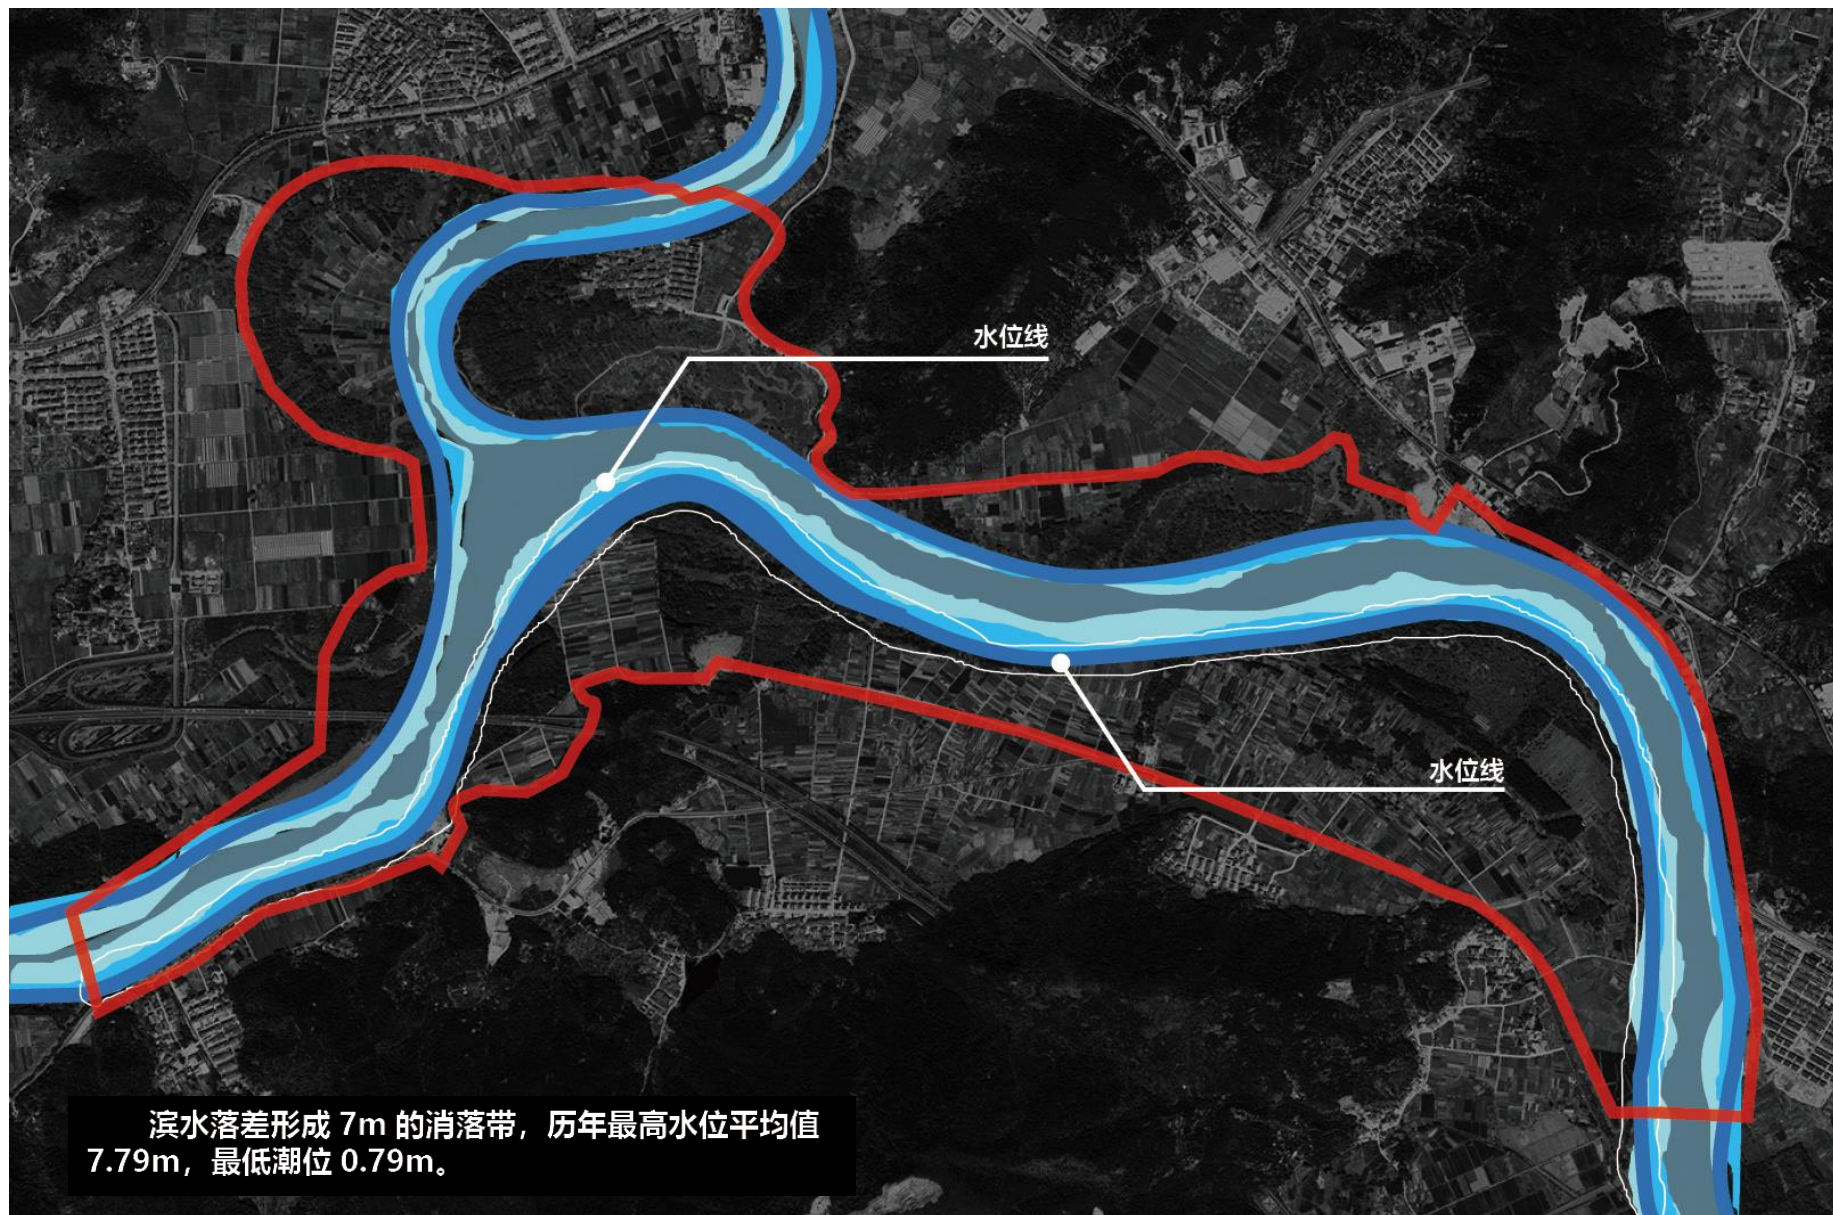 水位线
水位线
滨水落差形成 7m 的消落带，历年最高水位平均值
7.79m，最低潮位 0.79m。